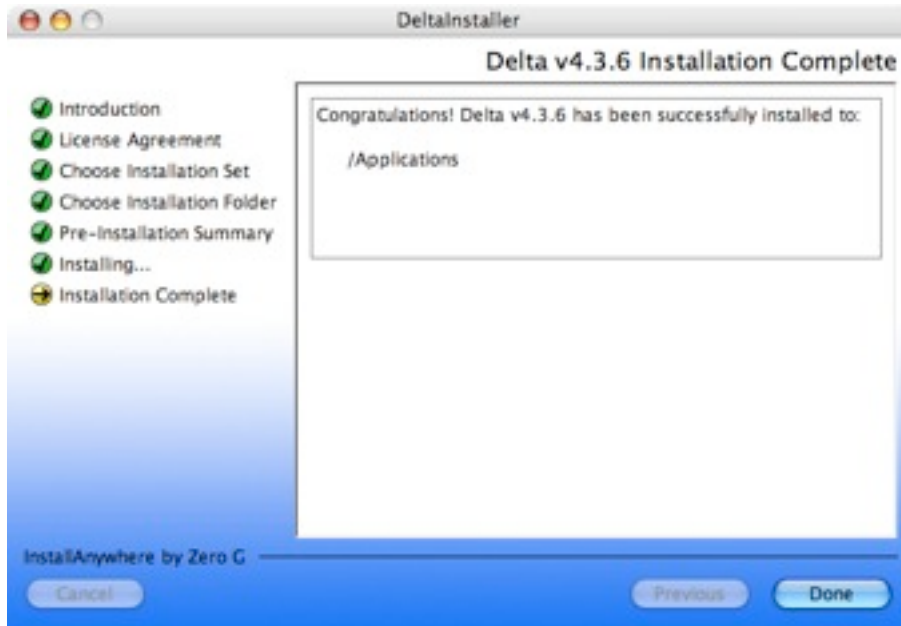 DeltaInstaller
Delta v4.3.6 Installation Complete
Introduction
License Agreement
Choose Installation Set
Choose Installation Folder
Pre-Installation Summary
Installing...
Installation Complete
Congratulations! Delta v4.3.6 has been successfully installed to:
/Applications
InstallAnywhere by Zero G
Cancel
Previous
Done